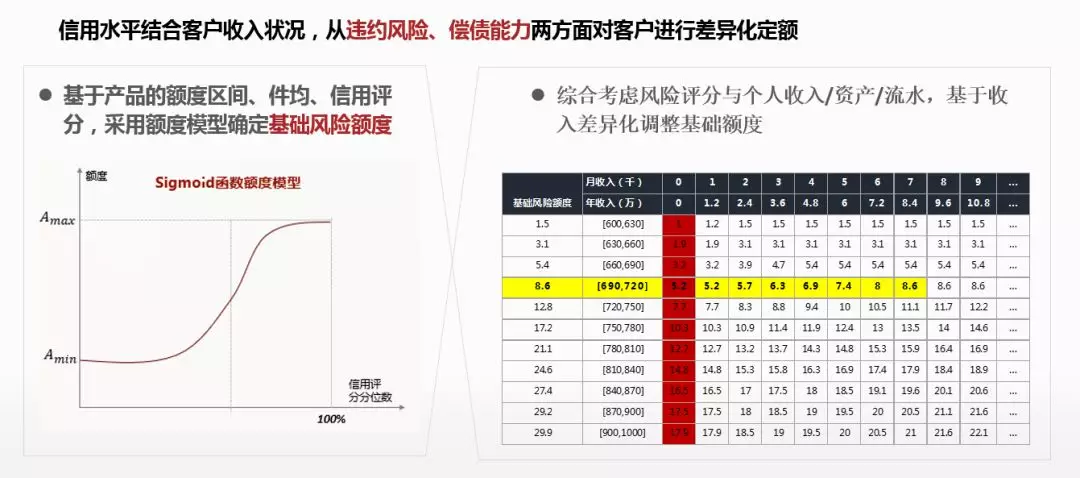 信用水平结合客户收入状况，从违约风险、偿债能力两方面对客户进行差异化定额
● 基于产品的额度区间、件均、信用评
分，采用额度模型确定基础风险额度
额度
Sigmoid函数额度模型
Amax
Amin
信用评
分分位数
100%
● 综合考虑风险评分与个人收入/资产/流水，基于收
入差异化调整基础额度
月收入（千） 0 1 2 3 4 5 6 7 8 9 ...
基础风险额度 年收入（万） 0 1.2 2.4 3.6 4.8 6 7.2 8.4 9.6 10.8 ...
1.5 [600,630] 1.2 1.5 1.5 1.5 1.5 1.5 1.5 1.5 1.5 ...
3.1 [630,660] 1.9 1.9 3.1 3.1 3.1 3.1 3.1 3.1 3.1 3.1 ...
5.4 [660,690] 3.2 3.2 3.9 4.7 5.4 5.4 5.4 5.4 5.4 5.4 ...
8.6 [690,720] 5.2 5.2 5.7 6.3 6.9 7.4 8 8.6 8.6 8.6 ...
12.8 [720,750] 7.7 7.7 8.3 8.8 9.4 10 10.5 11.1 11.7 12.2 ...
17.2 [750,780] 10.3 10.3 10.9 11.4 11.9 12.4 13 13.5 14 14.6 ...
21.1 [780,810] 12.7 12.7 13.2 13.7 14.3 14.8 15.3 15.9 16.4 16.9 ...
24.6 [810,840] 14.8 14.8 15.3 15.8 16.3 16.9 17.4 17.9 18.4 18.9 ...
27.4 [840,870] 16.5 16.5 17 17.5 18 18.5 19.1 19.6 20.1 20.6 ...
29.2 [870,900] 17.5 17.5 18 18.5 19 19.5 20 20.5 21.1 21.6 ...
29.9 [900,1000] 17.9 17.9 18.5 19 19.5 20 20.5 21 21.6 22.1 ...